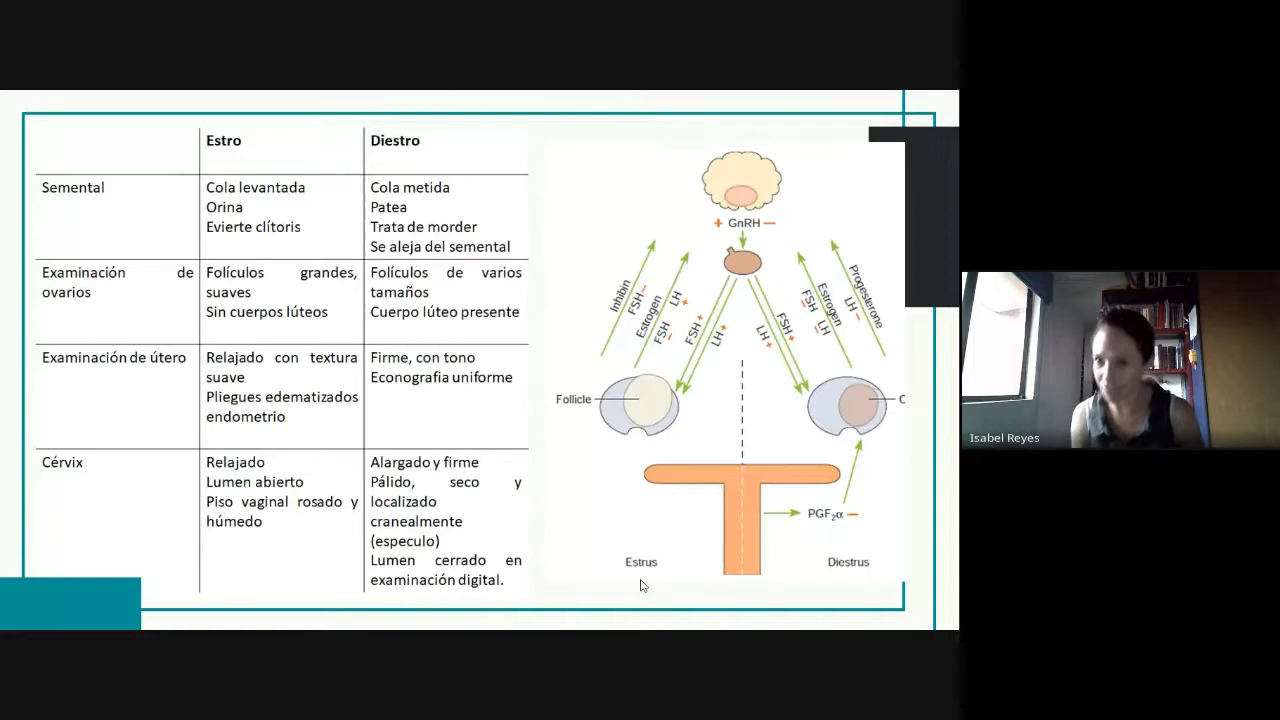 Estro
Diestro
Semental
Cola levantada
Orina
Evierte clítoris
Cola metida
Patea
Trata de morder
Se aleja del semental
Examinación de
ovarios
Folículos grandes,
suaves
Sin cuerpos lúteos
Folículos de varios
tamaños
Cuerpo lúteo presente
Examinación de útero
Relajado con textura
suave
Pliegues edematizados
endometrio
Firme, con tono
Econografia uniforme
Cérvix
Relajado
Lumen abierto
Piso vaginal rosado y
húmedo
Alargado y firme
Pálido, seco y
localizado
cranealmente
(especulo)
Lumen cerrado en
examinación digital.
+ GnRH −
Inhibin
FSH −
Estrogen
FSH − LH +
FSH +
LH +
FSH +
LH +
Estrogen
FSH − LH −
Progesterone
LH −
Follicle
C
PGF₂α −
Estrus
Diestrus
Isabel Reyes